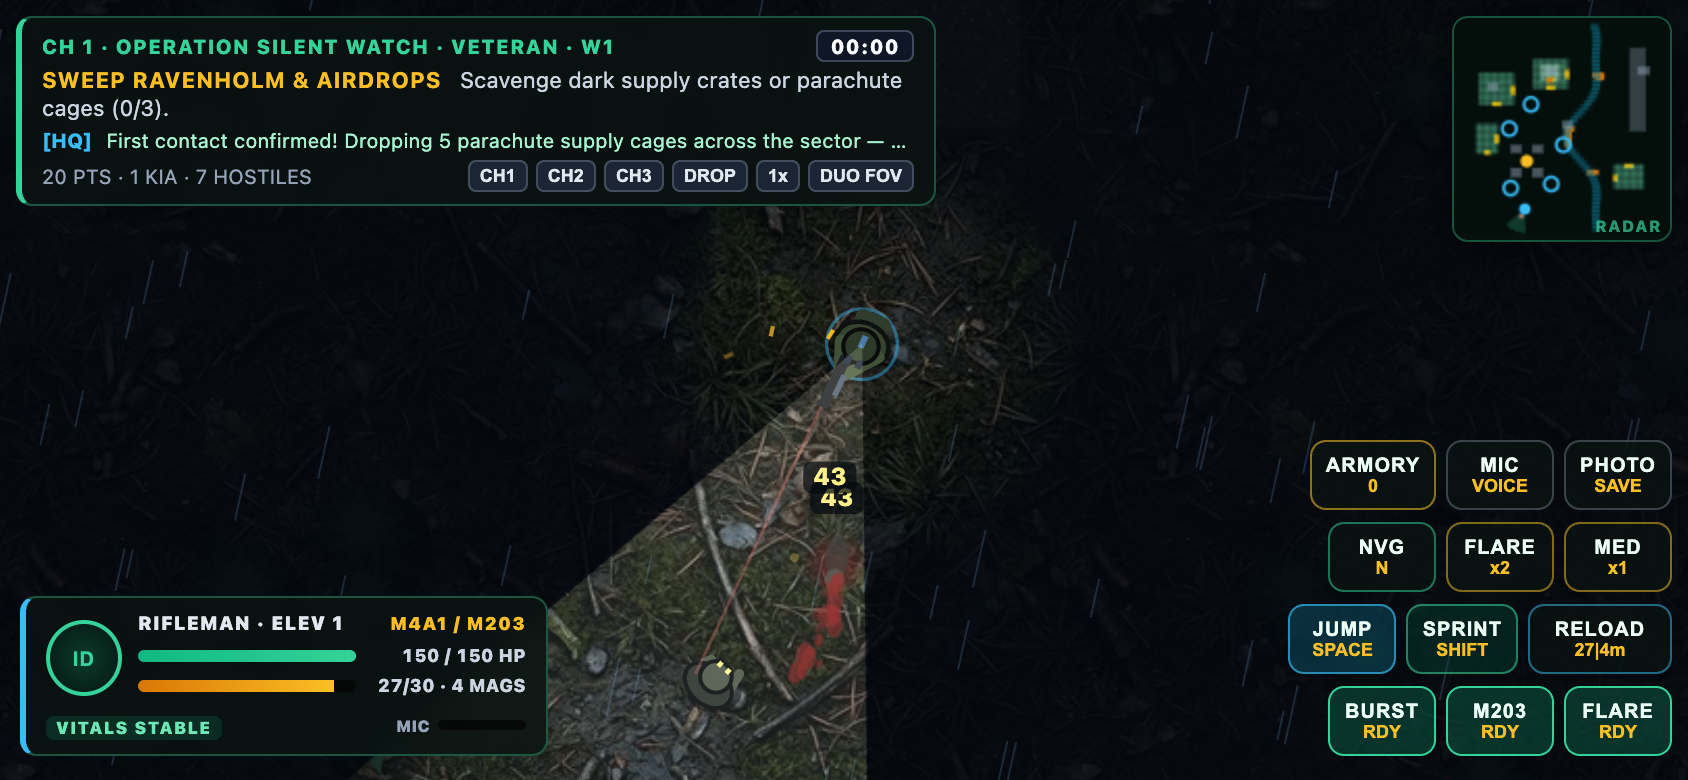 CH 1 · OPERATION SILENT WATCH · VETERAN · W1
00:00
SWEEP RAVENHOLM & AIRDROPS Scavenge dark supply crates or parachute
cages (0/3).
[HQ] First contact confirmed! Dropping 5 parachute supply cages across the sector — ...
20 PTS · 1 KIA · 7 HOSTILES
CH1 CH2 CH3 DROP 1x DUO FOV
RADAR
43
43
ARMORY
0
MIC
VOICE
PHOTO
SAVE
NVG
N
FLARE
x2
MED
x1
JUMP
SPACE
SPRINT
SHIFT
RELOAD
27|4m
BURST
RDY
M203
RDY
FLARE
RDY
ID
RIFLEMAN · ELEV 1
M4A1 / M203
150 / 150 HP
27/30 · 4 MAGS
VITALS STABLE
MIC